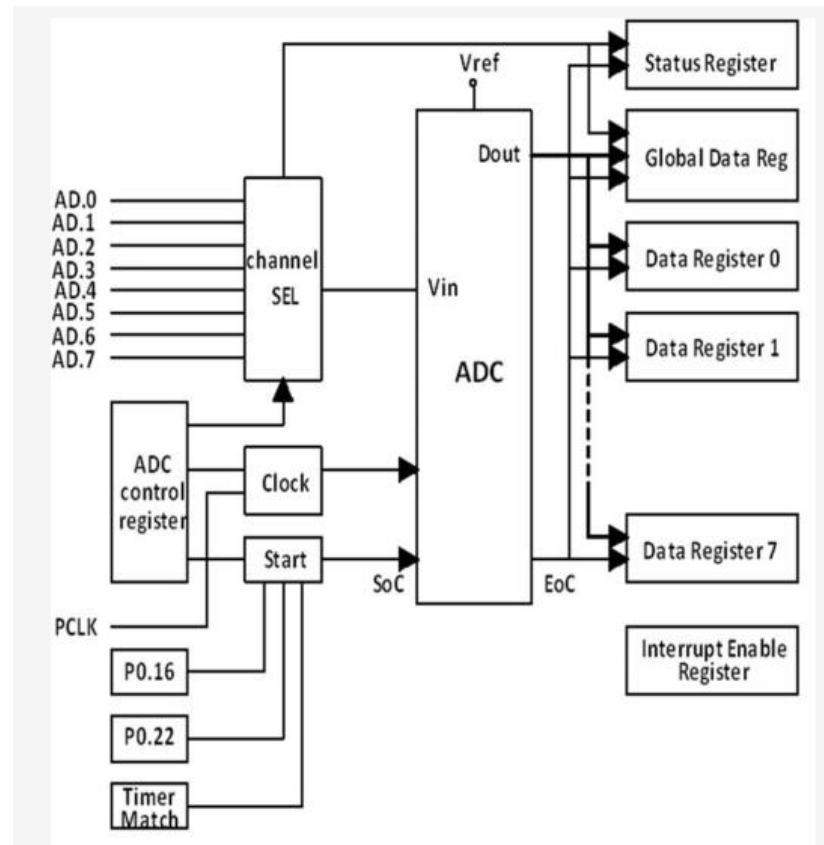 Vref
Status Register
Dout
Global Data Reg
AD.0
AD.1
AD.2
AD.3
AD.4
AD.5
AD.6
AD.7
channel
SEL
Vin
ADC
Data Register 0
Data Register 1
ADC
control
register
Clock
Start
SoC
EoC
Data Register 7
PCLK
P0.16
P0.22
Timer
Match
Interrupt Enable
Register